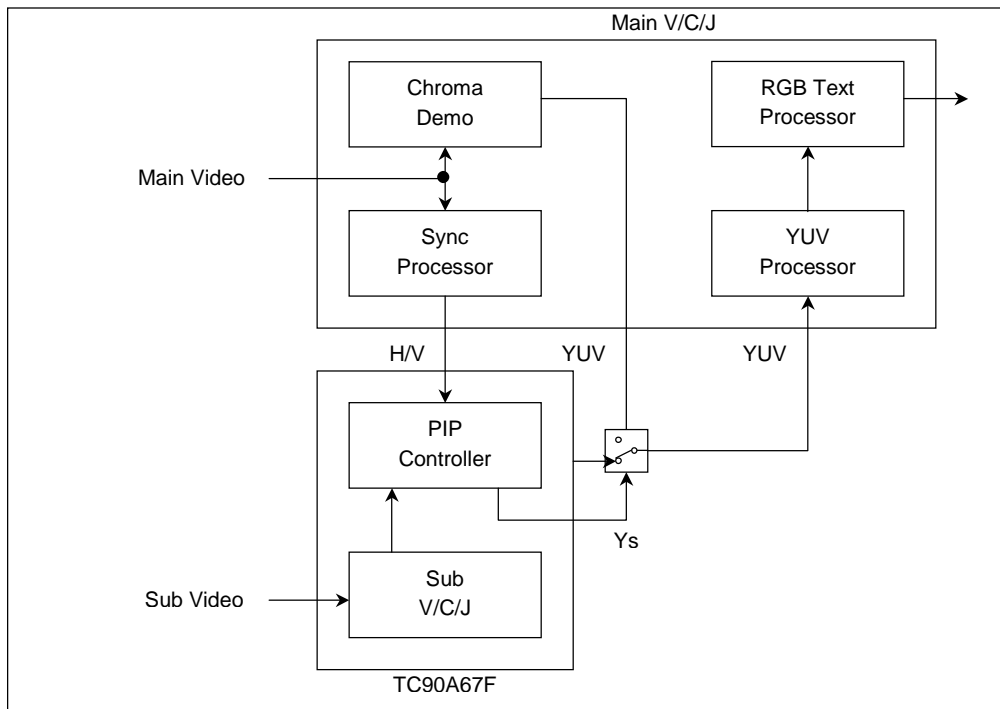 Main V/C/J
Chroma
Demo
RGB Text
Processor
Main Video
Sync
Processor
YUV
Processor
H/V
YUV
YUV
PIP
Controller
Ys
Sub Video
Sub
V/C/J
TC90A67F